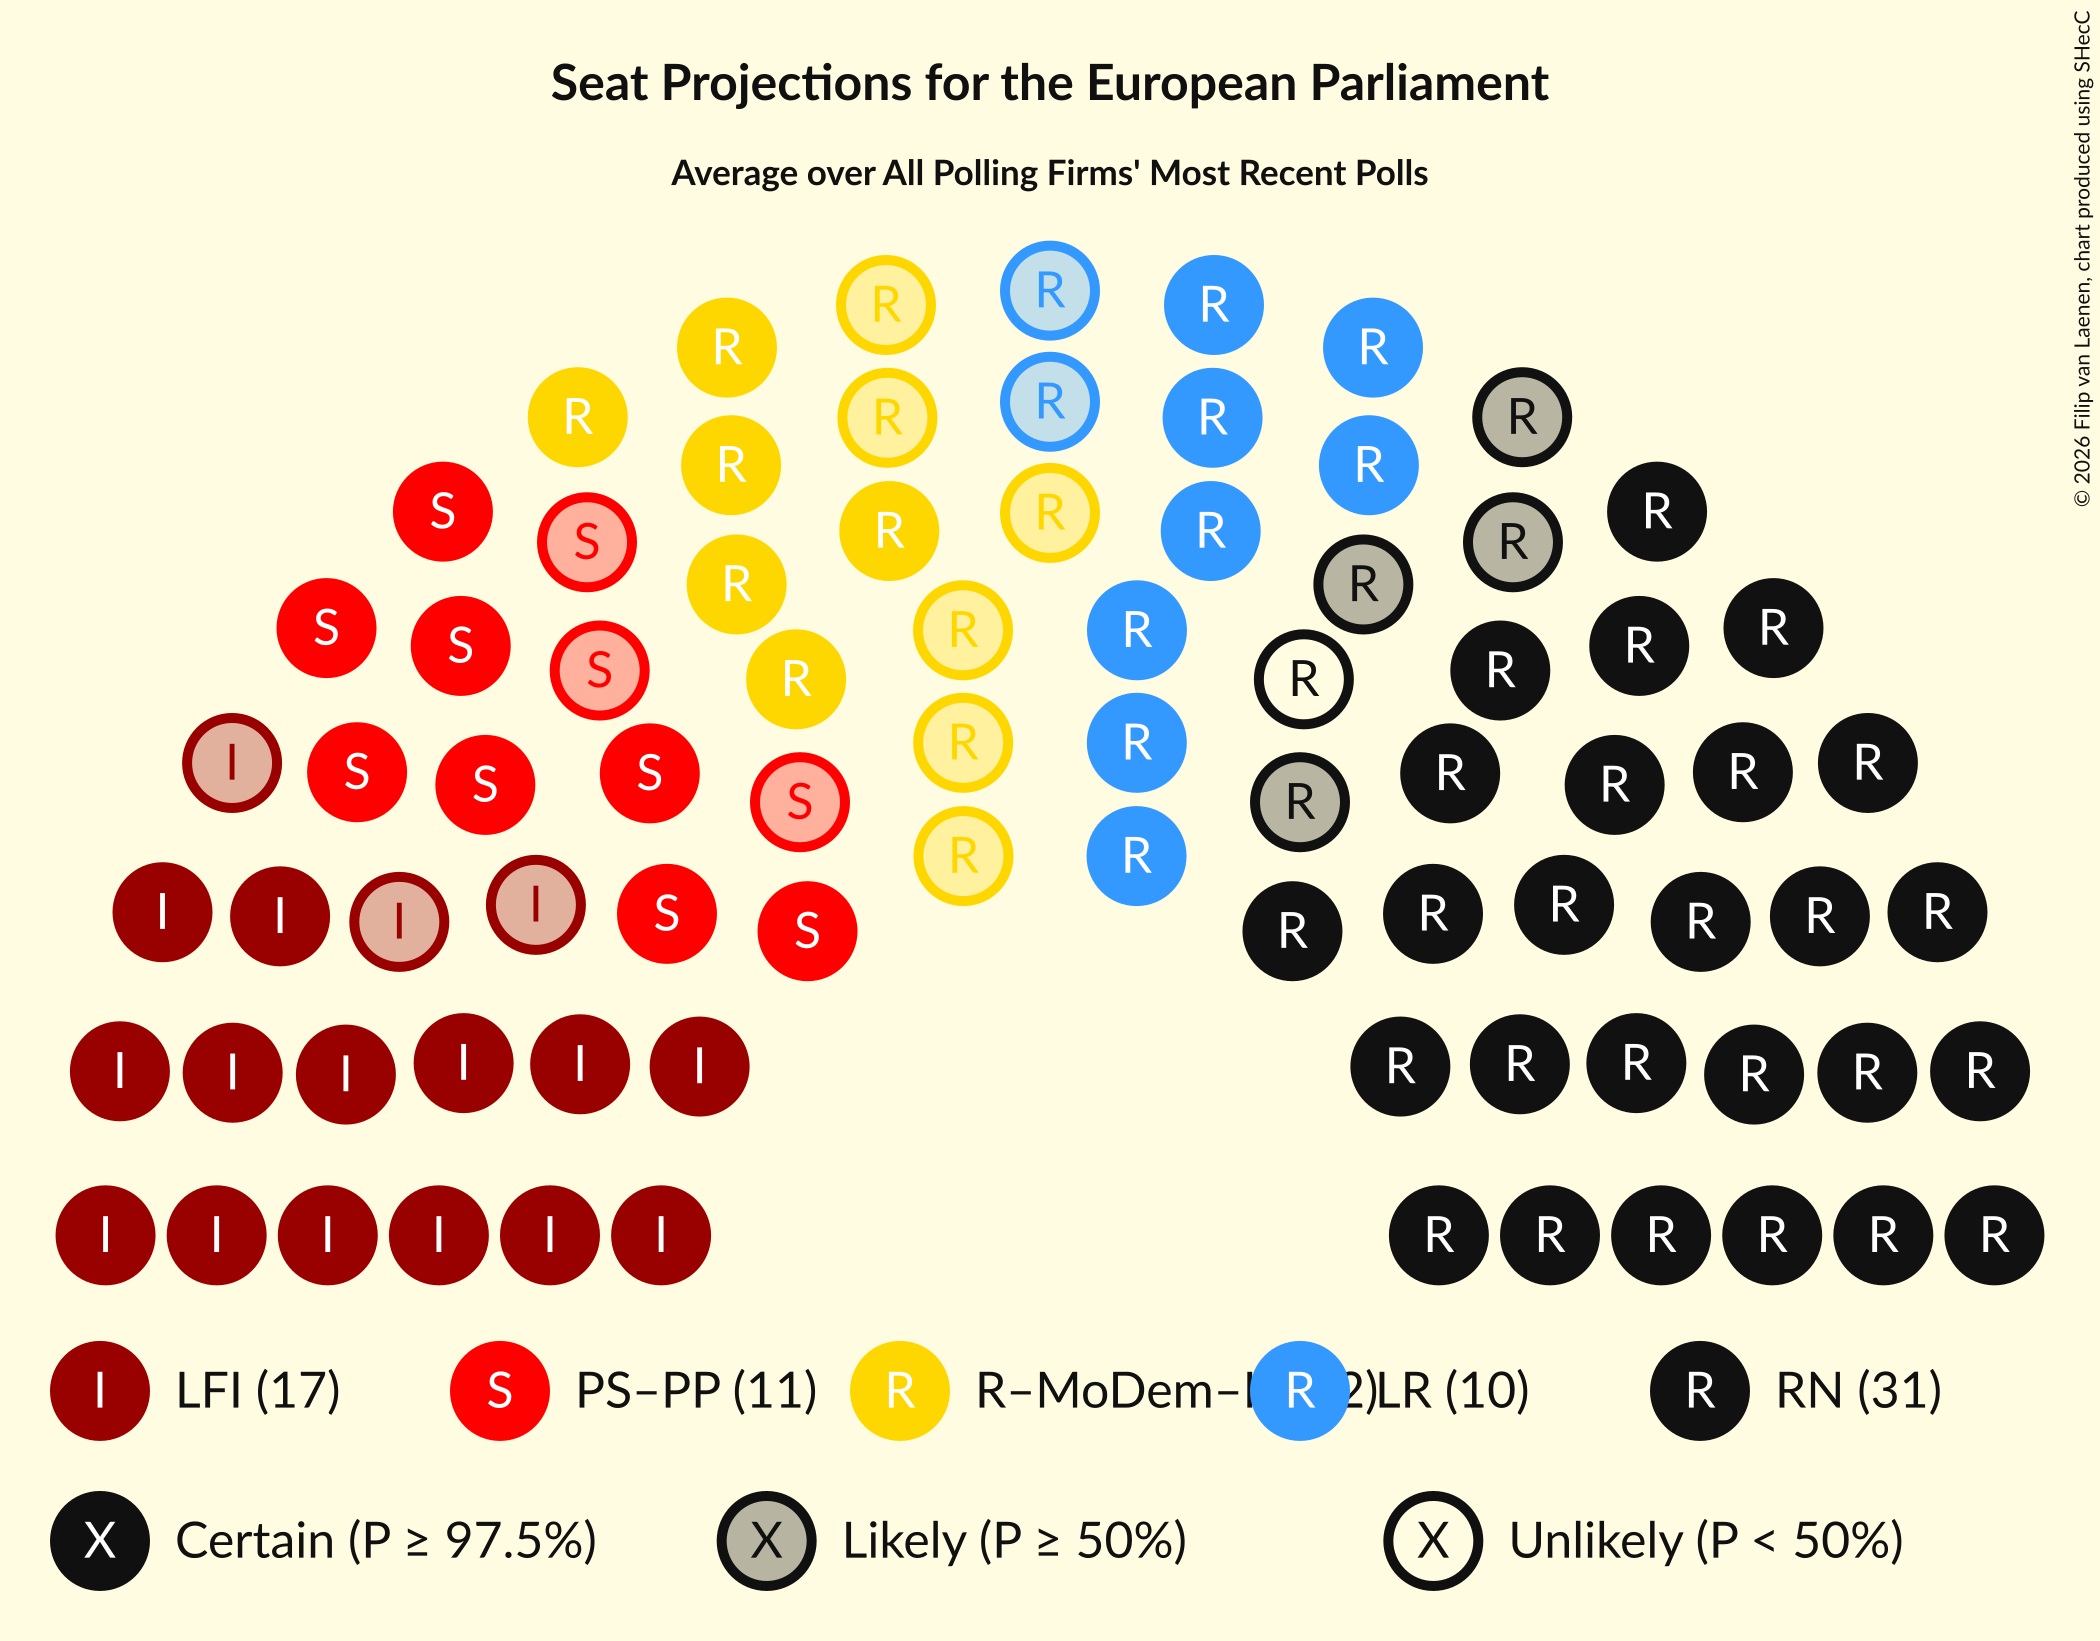 Seat Projections for the European Parliament
Average over All Polling Firms' Most Recent Polls
© 2026 Filip van Laenen, chart produced using SHecC
R R R
R R
R R R R R
R R
S S R R R R R
R R
S S S R R R R R R R
I S S S S R R R R R R R
I I I I S S R R R R R R R R
I I I I I I R R R R R R
I I I I I I R R R R R R
I LFI (17) S PS–PP (11) R R–MoDem– 2) R LR (10) R RN (31)
X Certain (P ≥ 97.5%) X Likely (P ≥ 50%) X Unlikely (P < 50%)